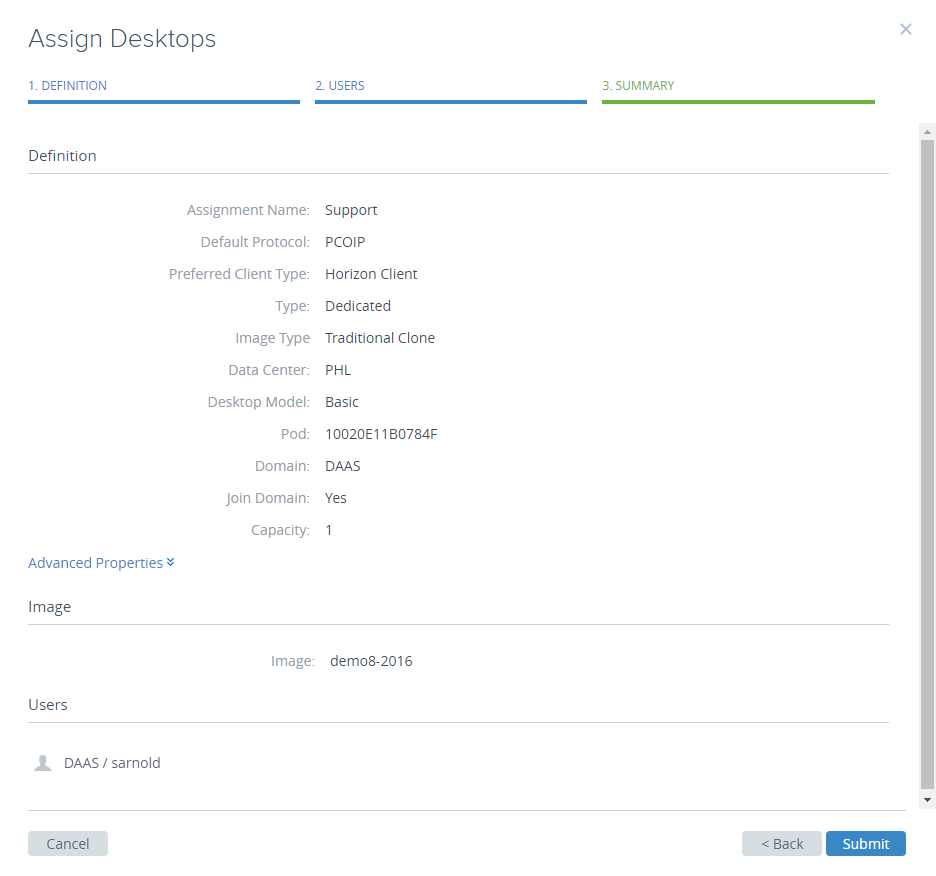 Assign Desktops
1. DEFINITION
2. USERS
3. SUMMARY
Definition
Assignment Name: Support
Default Protocol: PCOIP
Preferred Client Type: Horizon Client
Type: Dedicated
Image Type Traditional Clone
Data Center: PHL
Desktop Model: Basic
Pod: 10020E11B0784F
Domain: DAAS
Join Domain: Yes
Capacity: 1
Advanced Properties
Image
Image: demo8-2016
Users
DAAS / sarnold
Cancel
< Back
Submit